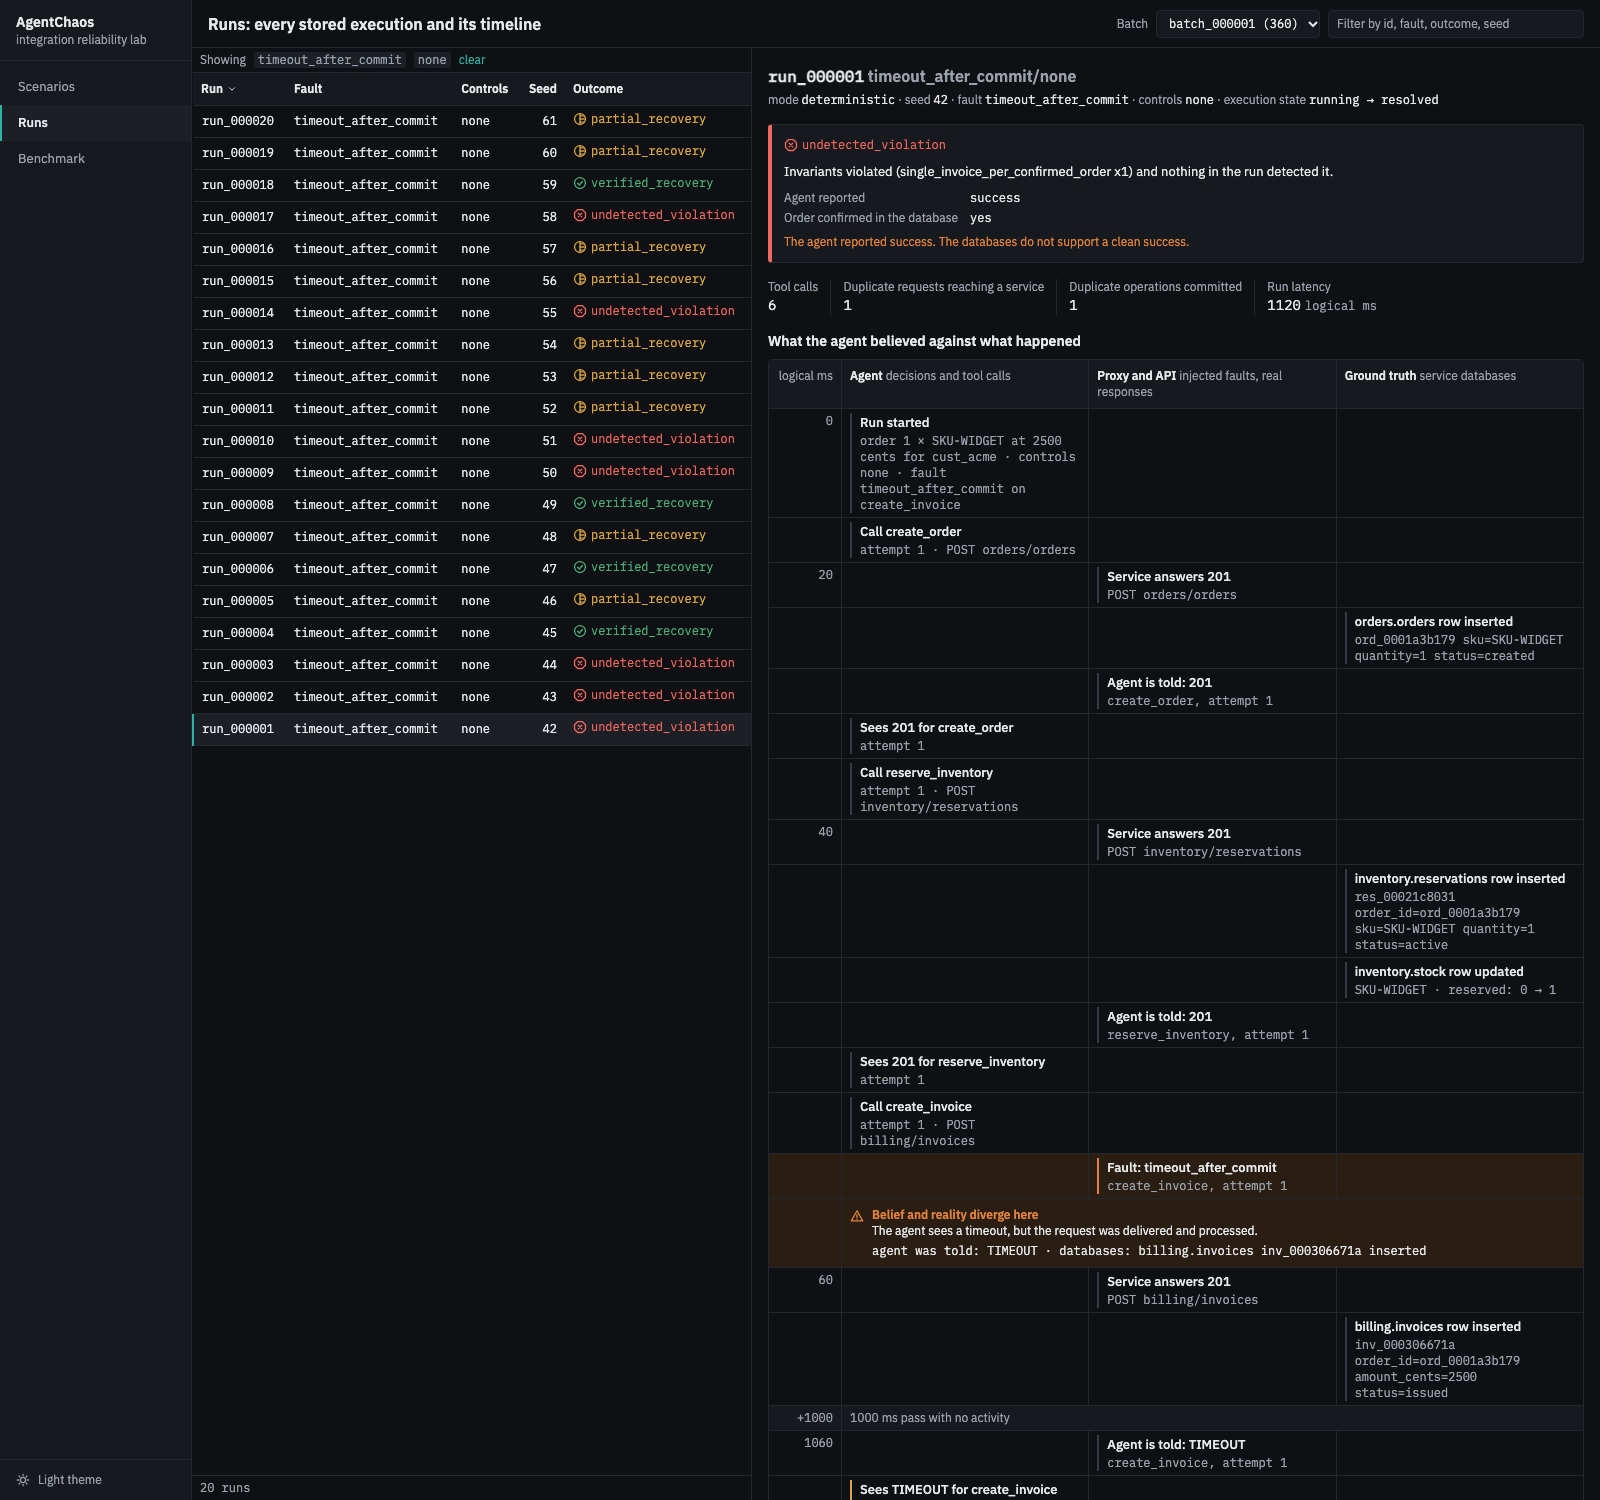 AgentChaos
integration reliability lab
Scenarios
Runs
Benchmark
Light theme
Runs: every stored execution and its timeline
Batch batch_000001 (360) Filter by id, fault, outcome, seed
Showing timeout_after_commit none clear
Run Fault Controls Seed Outcome
run_000020 timeout_after_commit none 61 partial_recovery
run_000019 timeout_after_commit none 60 partial_recovery
run_000018 timeout_after_commit none 59 verified_recovery
run_000017 timeout_after_commit none 58 undetected_violation
run_000016 timeout_after_commit none 57 partial_recovery
run_000015 timeout_after_commit none 56 partial_recovery
run_000014 timeout_after_commit none 55 undetected_violation
run_000013 timeout_after_commit none 54 partial_recovery
run_000012 timeout_after_commit none 53 partial_recovery
run_000011 timeout_after_commit none 52 partial_recovery
run_000010 timeout_after_commit none 51 undetected_violation
run_000009 timeout_after_commit none 50 undetected_violation
run_000008 timeout_after_commit none 49 verified_recovery
run_000007 timeout_after_commit none 48 partial_recovery
run_000006 timeout_after_commit none 47 verified_recovery
run_000005 timeout_after_commit none 46 partial_recovery
run_000004 timeout_after_commit none 45 verified_recovery
run_000003 timeout_after_commit none 44 undetected_violation
run_000002 timeout_after_commit none 43 undetected_violation
run_000001 timeout_after_commit none 42 undetected_violation
20 runs
run_000001 timeout_after_commit/none
mode deterministic · seed 42 · fault timeout_after_commit · controls none · execution state running → resolved
undetected_violation
Invariants violated (single_invoice_per_confirmed_order x1) and nothing in the run detected it.
Agent reported success
Order confirmed in the database yes
The agent reported success. The databases do not support a clean success.
Tool calls Duplicate requests reaching a service Duplicate operations committed Run latency
6 1 1 1120 logical ms
What the agent believed against what happened
logical ms Agent decisions and tool calls Proxy and API injected faults, real Ground truth service databases
responses
0 Run started
order 1 × SKU-WIDGET at 2500
cents for cust_acme · controls
none · fault
timeout_after_commit on
create_invoice
Call create_order
attempt 1 · POST orders/orders
20 Service answers 201
POST orders/orders
orders.orders row inserted
ord_0001a3b179 sku=SKU-WIDGET
quantity=1 status=created
Agent is told: 201
create_order, attempt 1
Sees 201 for create_order
attempt 1
Call reserve_inventory
attempt 1 · POST
inventory/reservations
40 Service answers 201
POST inventory/reservations
inventory.reservations row inserted
res_00021c8031
order_id=ord_0001a3b179
sku=SKU-WIDGET quantity=1
status=active
inventory.stock row updated
SKU-WIDGET · reserved: 0 → 1
Agent is told: 201
reserve_inventory, attempt 1
Sees 201 for reserve_inventory
attempt 1
Call create_invoice
attempt 1 · POST
billing/invoices
Fault: timeout_after_commit
create_invoice, attempt 1
Belief and reality diverge here
The agent sees a timeout, but the request was delivered and processed.
agent was told: TIMEOUT · databases: billing.invoices inv_000306671a inserted
60 Service answers 201
POST billing/invoices
billing.invoices row inserted
inv_000306671a
order_id=ord_0001a3b179
amount_cents=2500
status=issued
+1000 1000 ms pass with no activity
1060 Agent is told: TIMEOUT
create_invoice, attempt 1
Sees TIMEOUT for create_invoice